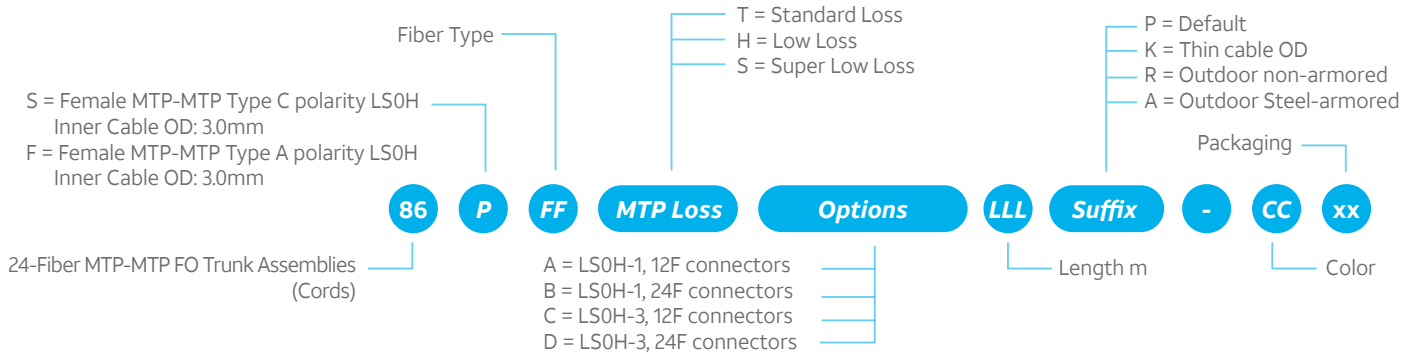 Fiber Type
T = Standard Loss
H = Low Loss
S = Super Low Loss
P = Default
K = Thin cable OD
R = Outdoor non-armored
A = Outdoor Steel-armored
S = Female MTP-MTP Type C polarity LS0H
Inner Cable OD: 3.0mm
F = Female MTP-MTP Type A polarity LS0H
Inner Cable OD: 3.0mm
Packaging
86 P FF MTP Loss Options LLL Suffix - CC xx
24-Fiber MTP-MTP FO Trunk Assemblies
(Cords)
A = LS0H-1, 12F connectors
B = LS0H-1, 24F connectors
C = LS0H-3, 12F connectors
D = LS0H-3, 24F connectors
Length m
Color